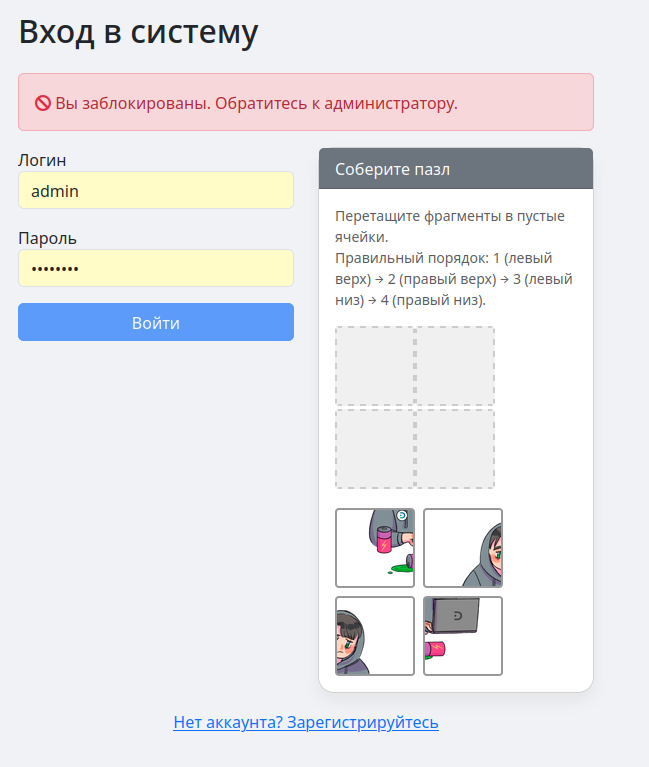 Вход в систему
Вы заблокированы. Обратитесь к администратору.
Логин
admin
Пароль
••••••••
Войти
Соберите пазл
Перетащите фрагменты в пустые
ячейки.
Правильный порядок: 1 (левый
верх) → 2 (правый верх) → 3 (левый
низ) → 4 (правый низ).
Нет аккаунта? Зарегистрируйтесь